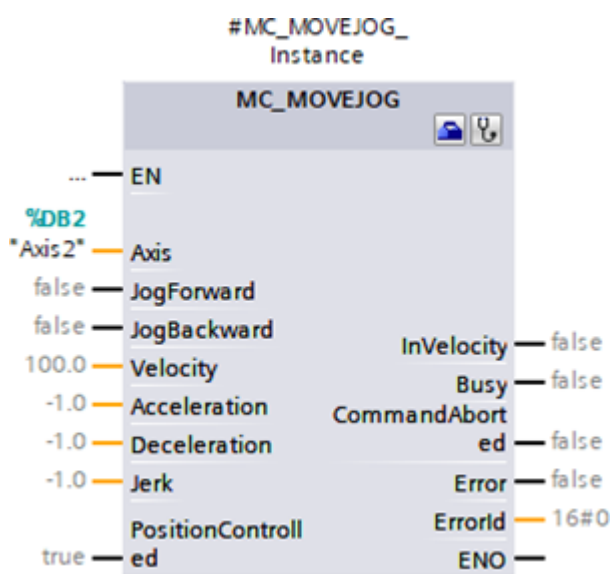 #MC_MOVEJOG_
Instance
MC_MOVEJOG
... EN
%DB2
"Axis2" Axis
false JogForward
false JogBackward
InVelocity false
100.0 Velocity
Busy false
-1.0 Acceleration
CommandAbort
ed false
-1.0 Deceleration
-1.0 Jerk
Error false
ErrorId 16#0
PositionControll
true ed
ENO